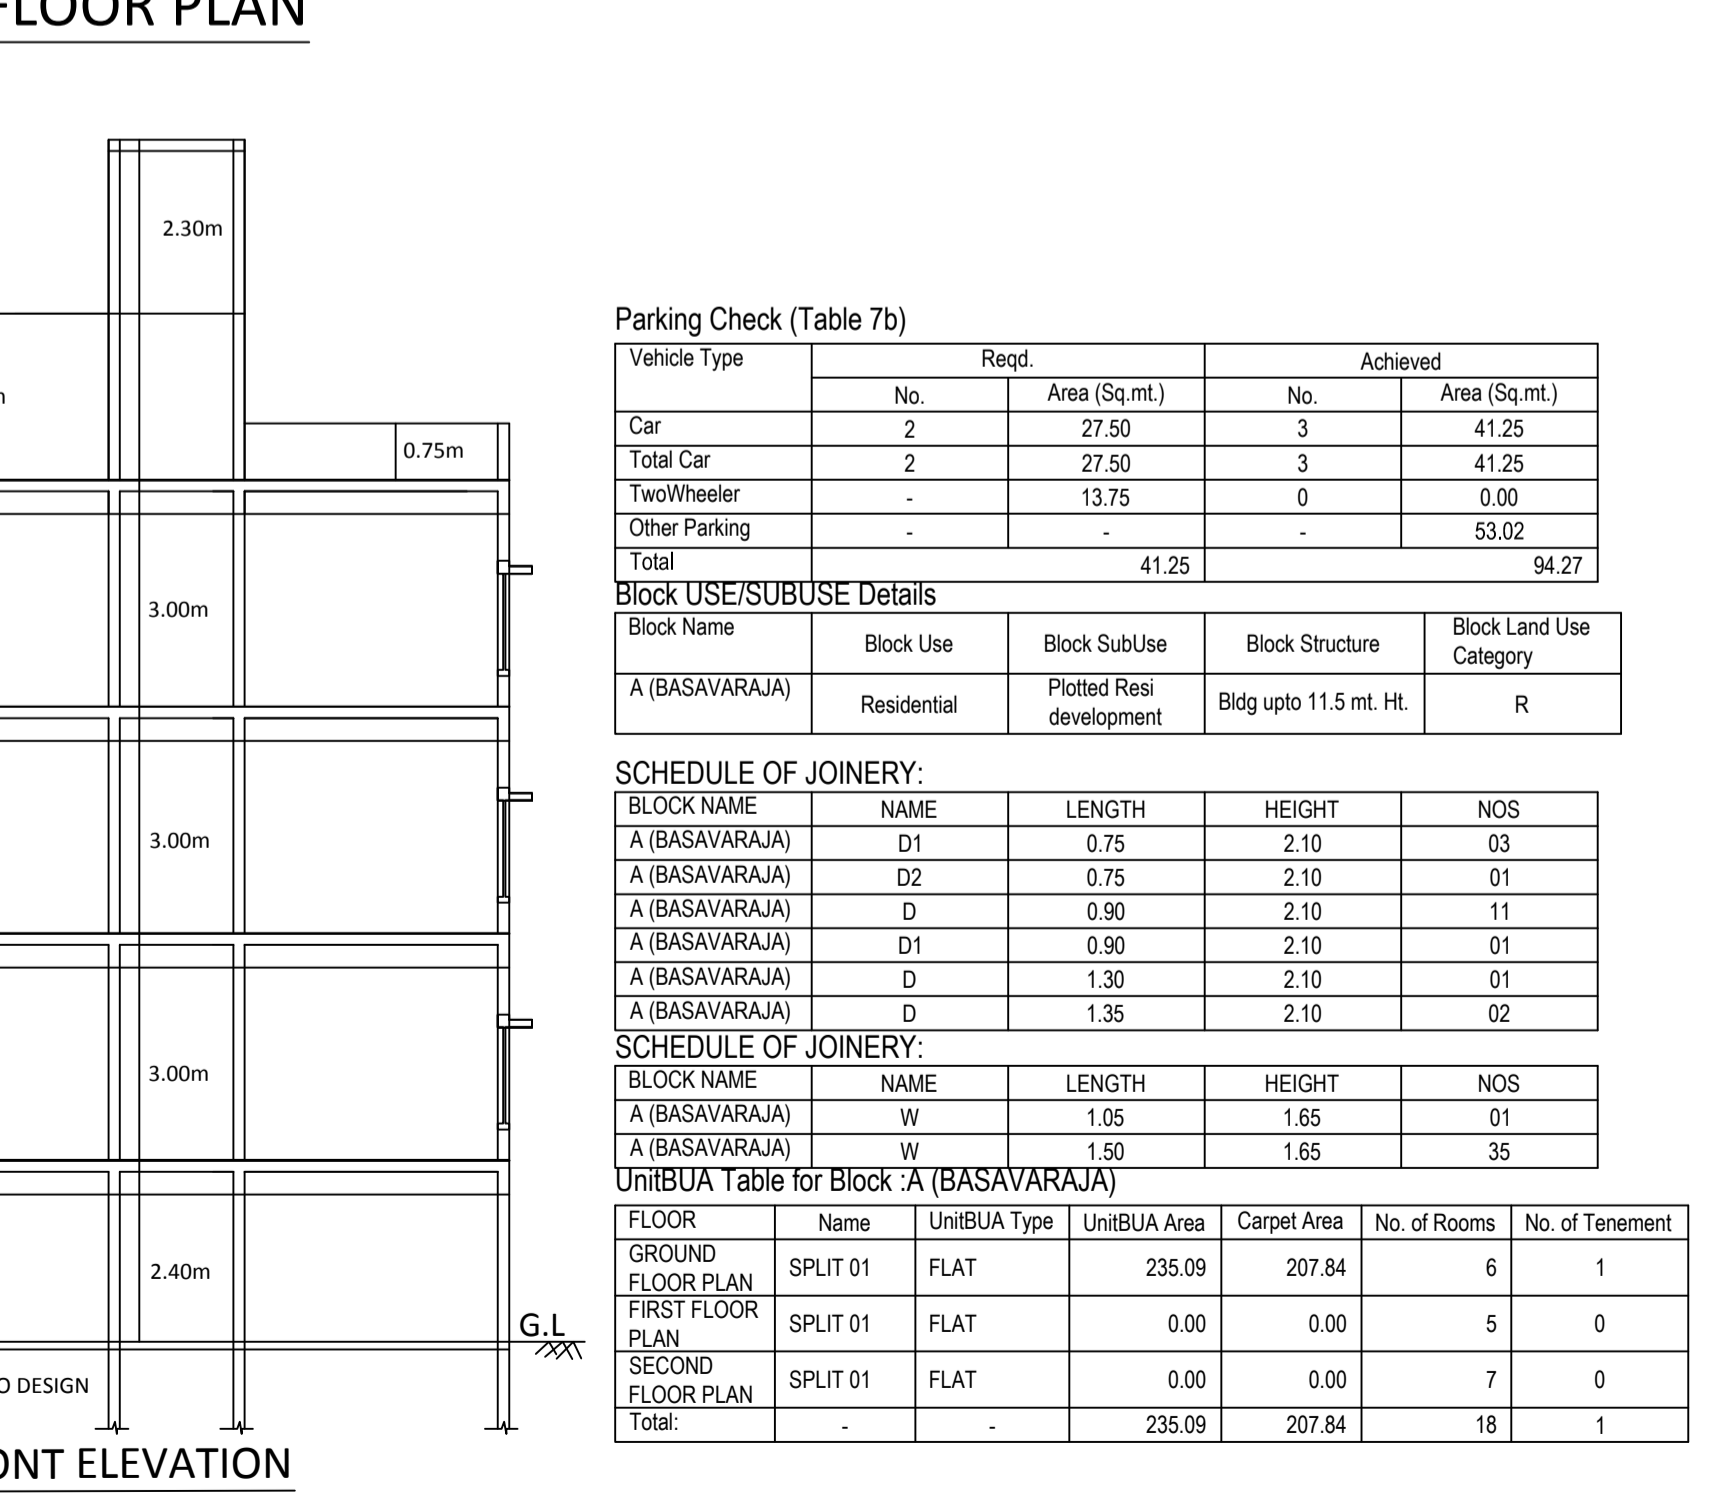 FLOOR PLAN
2.30m
0.75m
3.00m
3.00m
3.00m
2.40m
G.L
DESIGN
ELEVATION
Parking Check (Table 7b)
Vehicle Type Reqd. Achieved
No. Area (Sq.mt.) No. Area (Sq.mt.)
Car 2 27.50 3 41.25
Total Car 2 27.50 3 41.25
TwoWheeler - 13.75 0 0.00
Other Parking - - - 53.02
Total 41.25 94.27
Block USE/SUBUSE Details
Block Name Block Use Block SubUse Block Structure Block Land Use
Category
A (BASAVARAJA) Residential Plotted Resi Bldg upto 11.5 mt. Ht. R
development
SCHEDULE OF JOINERY:
BLOCK NAME NAME LENGTH HEIGHT NOS
A (BASAVARAJA) D1 0.75 2.10 03
A (BASAVARAJA) D2 0.75 2.10 01
A (BASAVARAJA) D 0.90 2.10 11
A (BASAVARAJA) D1 0.90 2.10 01
A (BASAVARAJA) D 1.30 2.10 01
A (BASAVARAJA) D 1.35 2.10 02
SCHEDULE OF JOINERY:
BLOCK NAME NAME LENGTH HEIGHT NOS
A (BASAVARAJA) W 1.05 1.65 01
A (BASAVARAJA) W 1.50 1.65 35
UnitBUA Table for Block :A (BASAVARAJA)
FLOOR Name UnitBUA Type UnitBUA Area Carpet Area No. of Rooms No. of Tenement
GROUND
FLOOR PLAN SPLIT 01 FLAT 235.09 207.84 6 1
FIRST FLOOR
PLAN SPLIT 01 FLAT 0.00 0.00 5 0
SECOND
FLOOR PLAN SPLIT 01 FLAT 0.00 0.00 7 0
Total: - - 235.09 207.84 18 1